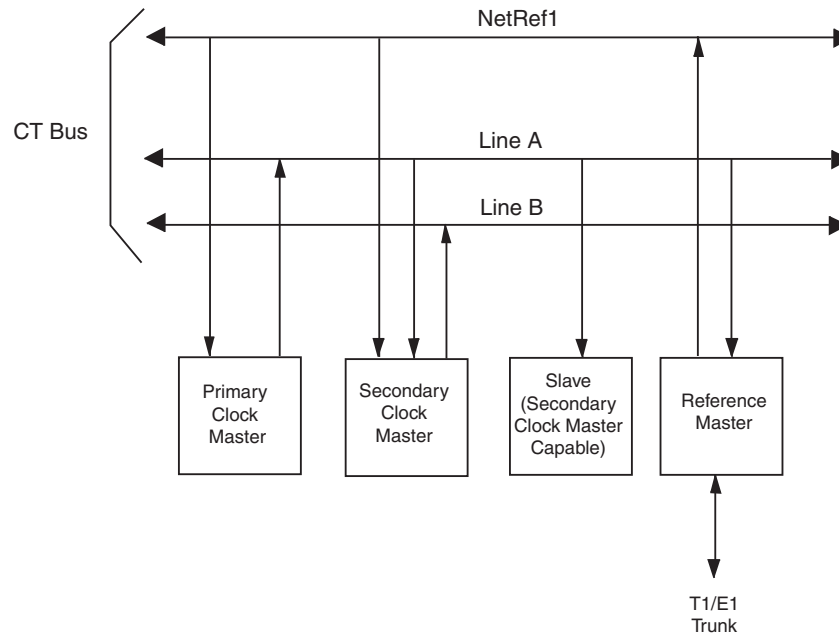 NetRef1
CT Bus
Line A
Line B
Primary
Clock
Master
Secondary
Clock
Master
Slave
(Secondary
Clock Master
Capable)
Reference
Master
T1/E1
Trunk